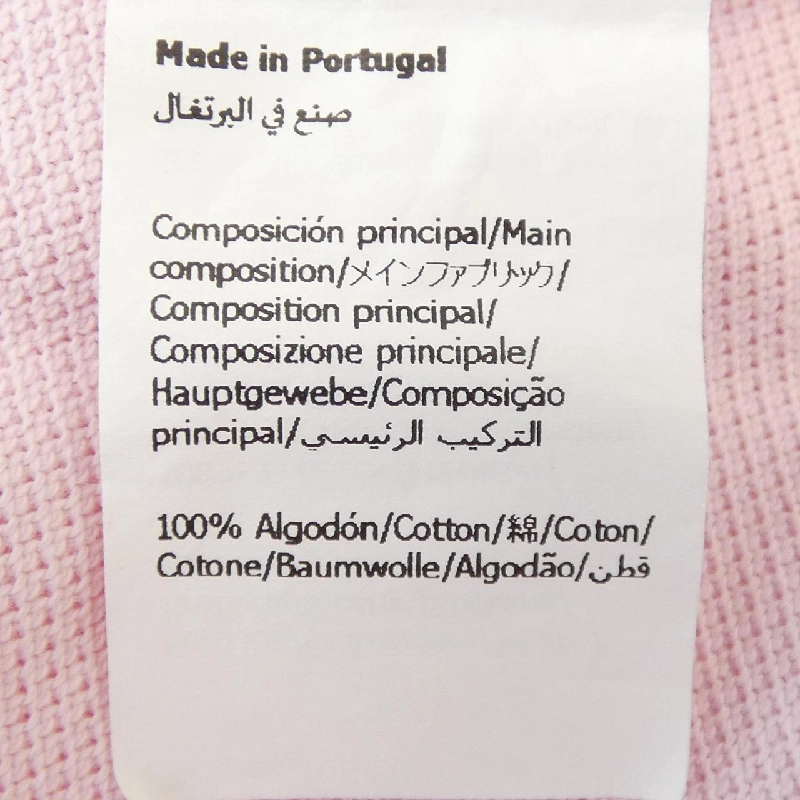 Made in Portugal
صنع في البرتغال
Composición principal/Main
composition/メインファブリック/
Composition principal/
Composizione principale/
Hauptgewebe/Composição
principal/التركيب الرئيسي
100% Algodón/Cotton/綿/Coton/
Cotone/Baumwolle/Algodão/قطن